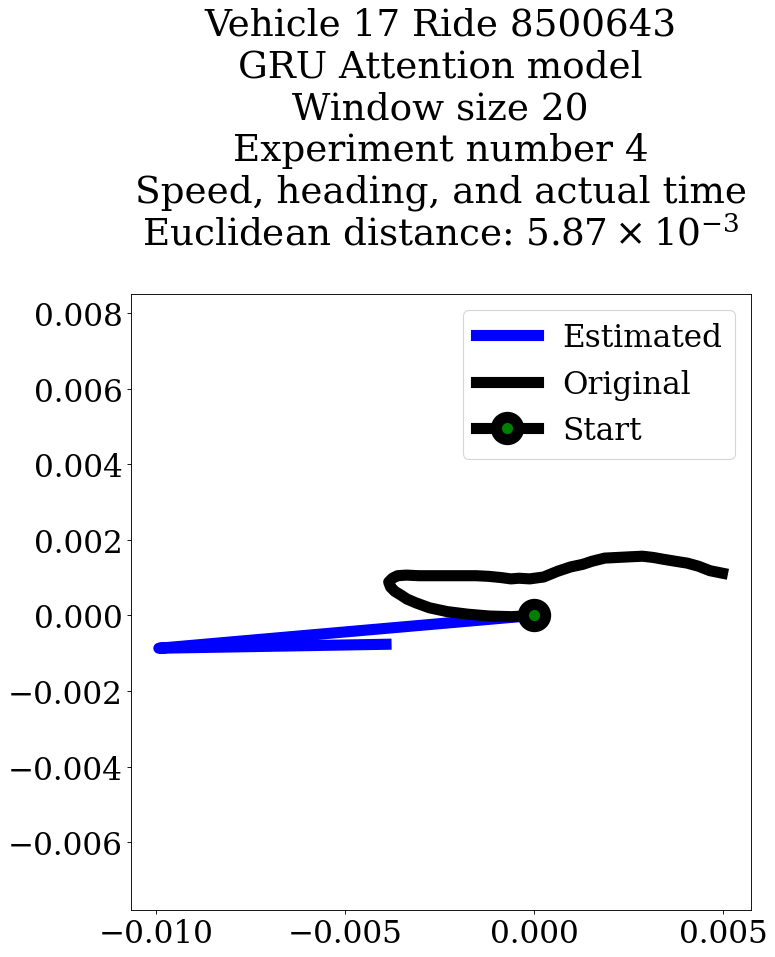 Vehicle 17 Ride 8500643
GRU Attention model
Window size 20
Experiment number 4
Speed, heading, and actual time
Euclidean distance: 5.87 × 10⁻³
Estimated
Original
Start
0.008
0.006
0.004
0.002
0.000
−0.002
−0.004
−0.006
−0.010
−0.005
0.000
0.005